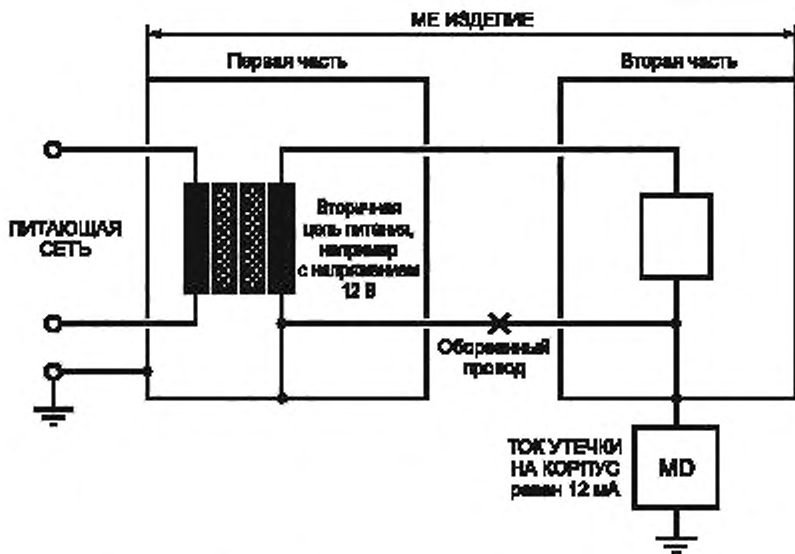 МЕ ИЗДЕЛИЕ
Первая часть
Вторая часть
ПИТАЮЩАЯ
СЕТЬ
Вторичная
цепь питания,
например
с напряжением
12 В
Оборванный
провод
ТОК УТЕЧКИ
НА КОРПУС
равен 12 мА
MD